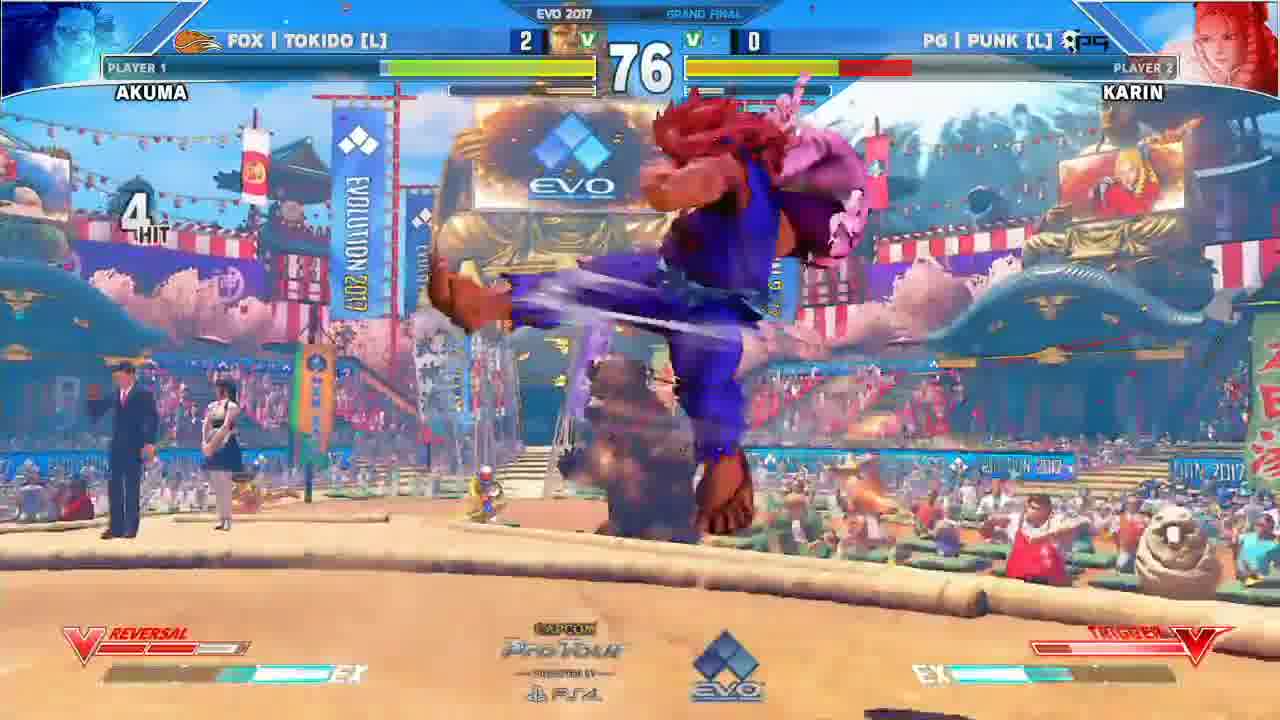 EVO 2017 GRAND FINAL
FOX | TOKIDO [L] 2 V 76 V 0 PG | PUNK [L]
PLAYER 1 PLAYER 2
AKUMA KARIN
EVO
4 HIT
EVOLUTION 2017
REVERSAL
EX
TRIGGER
EX
CAPCOM
Pro Tour
PS4
EVO